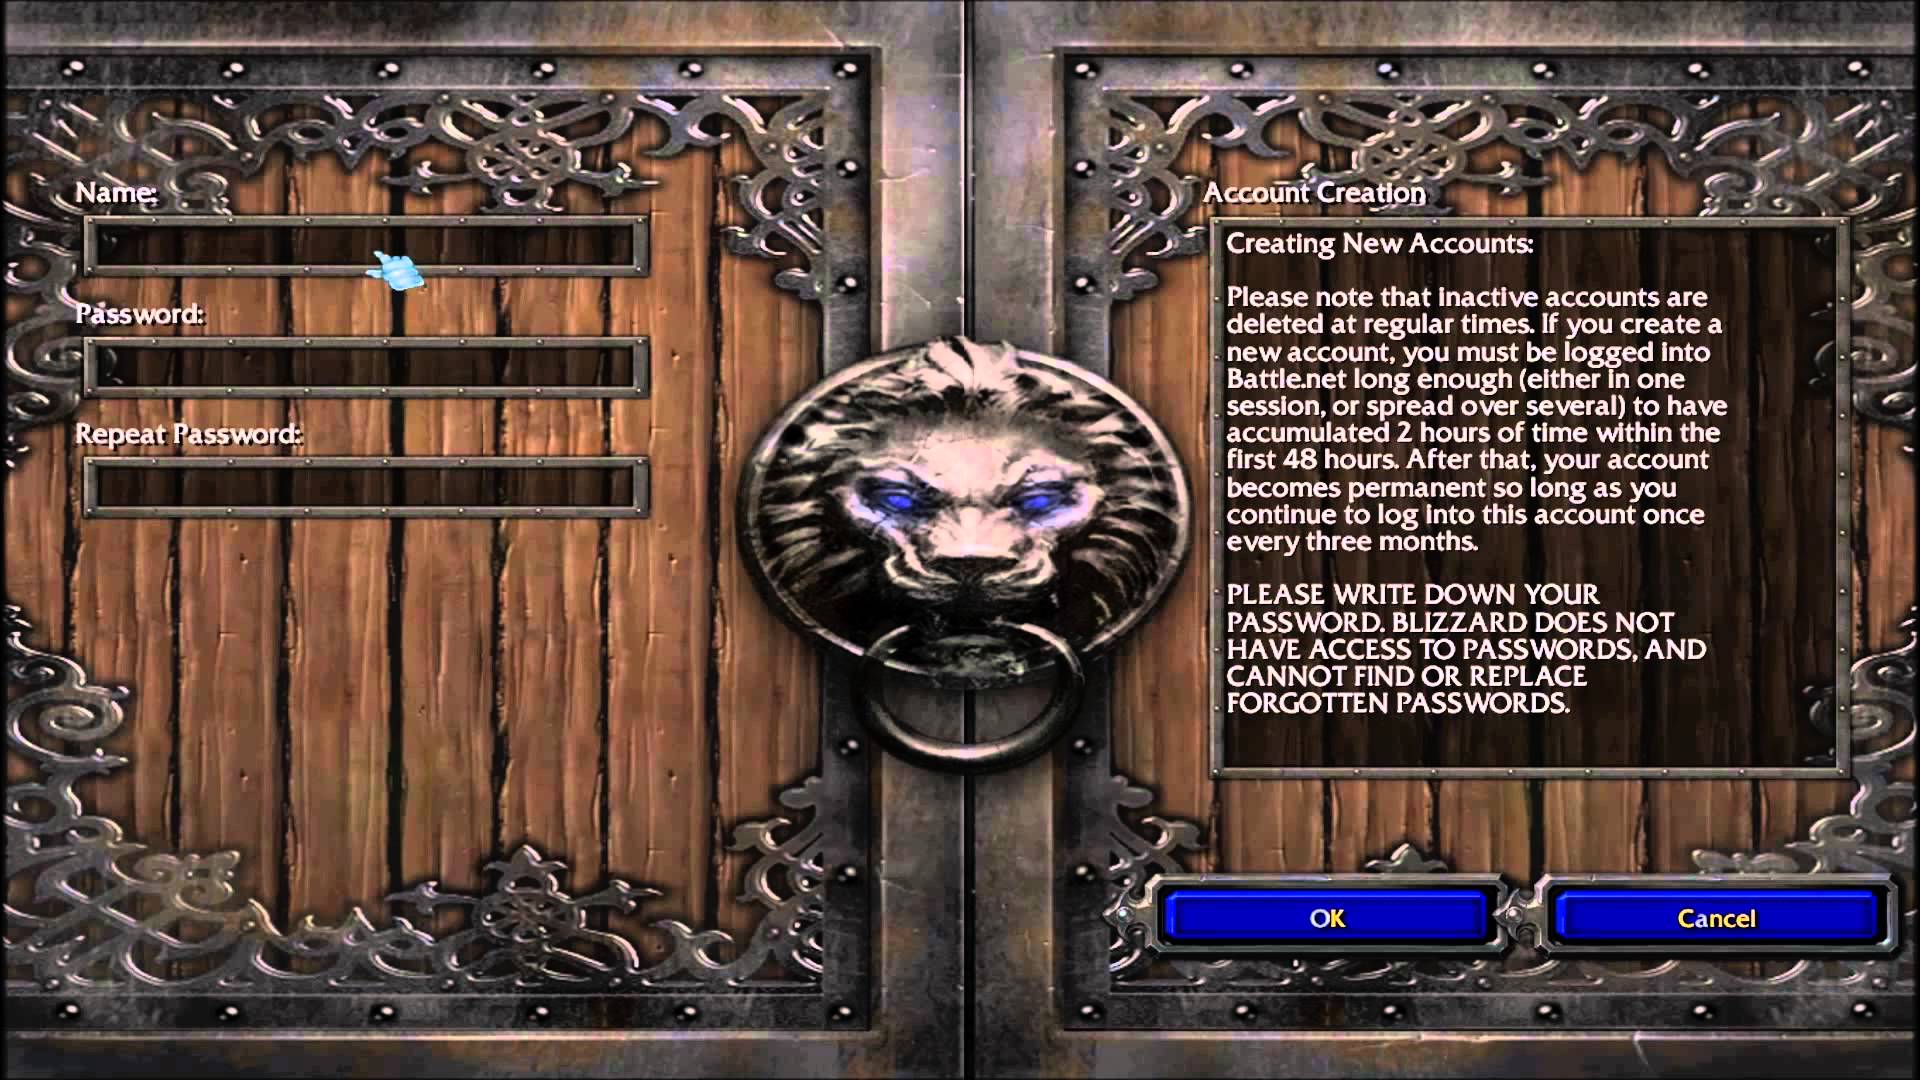 Name:
Password:
Repeat Password:
Account Creation
Creating New Accounts:
Please note that inactive accounts are
deleted at regular times. If you create a
new account, you must be logged into
Battle.net long enough (either in one
session, or spread over several) to have
accumulated 2 hours of time within the
first 48 hours. After that, your account
becomes permanent so long as you
continue to log into this account once
every three months.
PLEASE WRITE DOWN YOUR
PASSWORD. BLIZZARD DOES NOT
HAVE ACCESS TO PASSWORDS, AND
CANNOT FIND OR REPLACE
FORGOTTEN PASSWORDS.
OK
Cancel